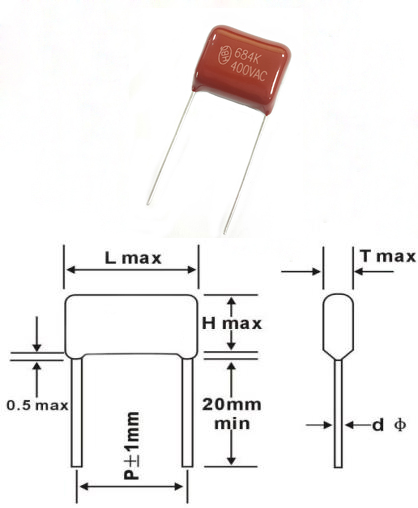 684K
400VAC
L max
T max
H max
0.5 max
20mm
min
P±1mm
d Φ